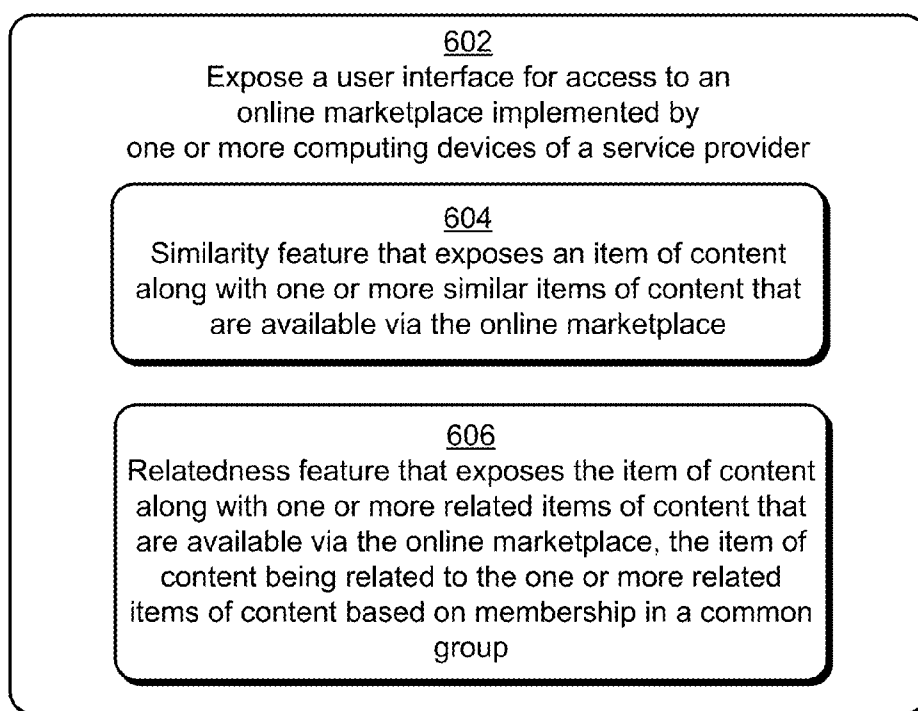 602
Expose a user interface for access to an
online marketplace implemented by
one or more computing devices of a service provider
604
Similarity feature that exposes an item of content
along with one or more similar items of content that
are available via the online marketplace
606
Relatedness feature that exposes the item of content
along with one or more related items of content that
are available via the online marketplace, the item of
content being related to the one or more related
items of content based on membership in a common
group